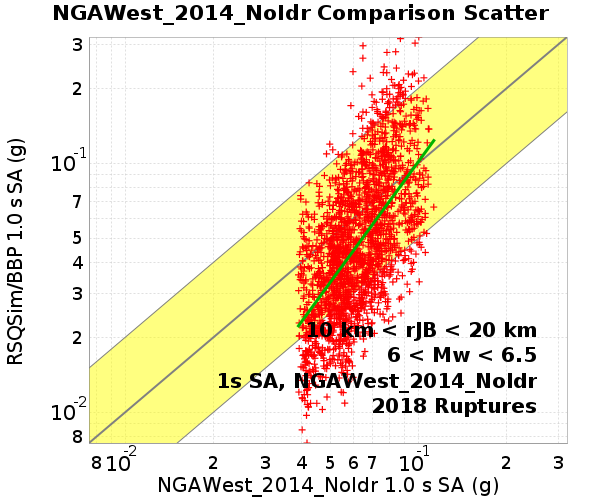 NGAWest_2014_NoIdr Comparison Scatter
RSQSim/BBP 1.0 s SA (g)
3
2
10-1
7
5
4
3
2
10-2
8
10 km < rJB < 20 km
6 < Mw < 6.5
1s SA, NGAWest_2014_NoIdr
2018 Ruptures
8 10-2 2 3 4 5 6 7 10-1 2 3
NGAWest_2014_NoIdr 1.0 s SA (g)